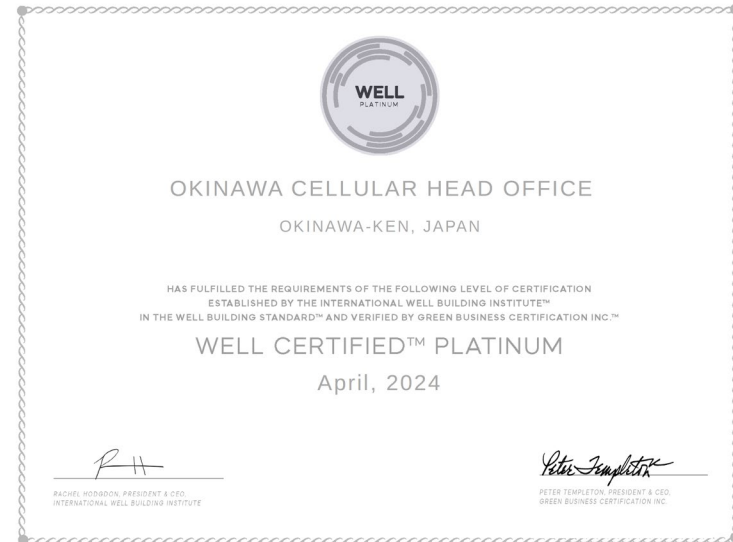 WELL
PLATINUM
OKINAWA CELLULAR HEAD OFFICE
OKINAWA-KEN, JAPAN
HAS FULFILLED THE REQUIREMENTS OF THE FOLLOWING LEVEL OF CERTIFICATION
ESTABLISHED BY THE INTERNATIONAL WELL BUILDING INSTITUTE™
IN THE WELL BUILDING STANDARD™ AND VERIFIED BY GREEN BUSINESS CERTIFICATION INC.™
WELL CERTIFIED™ PLATINUM
April, 2024
Peter Templeton
RACHEL HODGDON, PRESIDENT & CEO,
INTERNATIONAL WELL BUILDING INSTITUTE
PETER TEMPLETON, PRESIDENT & CEO,
GREEN BUSINESS CERTIFICATION INC.